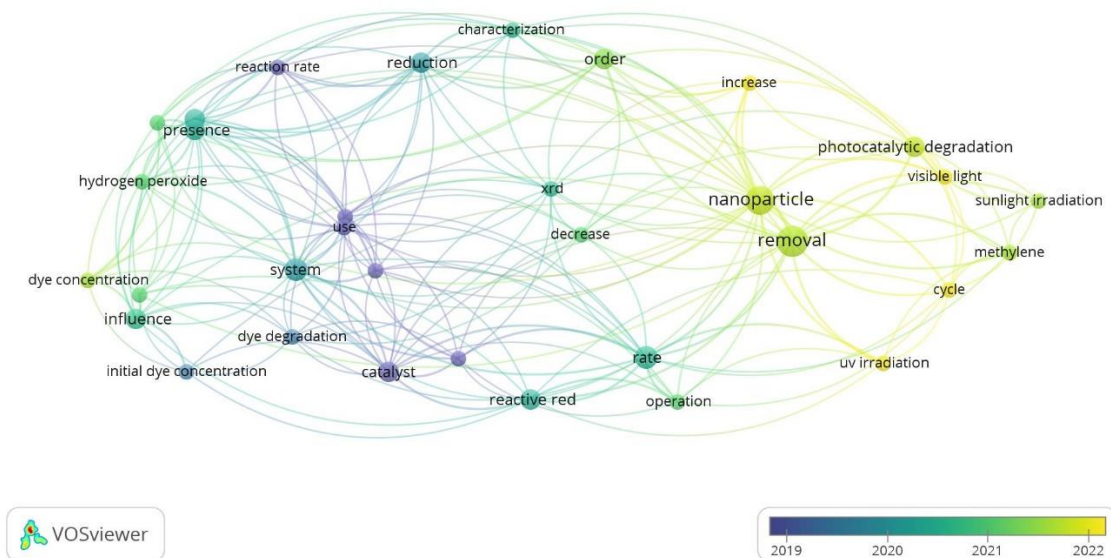 characterization
order
reduction
reaction rate
increase
presence
photocatalytic degradation
visible light
hydrogen peroxide
xrd
nanoparticle
sunlight irradiation
use
decrease
removal
methylene
system
dye concentration
cycle
influence
dye degradation
rate
uv irradiation
initial dye concentration
catalyst
reactive red
operation
VOSviewer
2019 2020 2021 2022